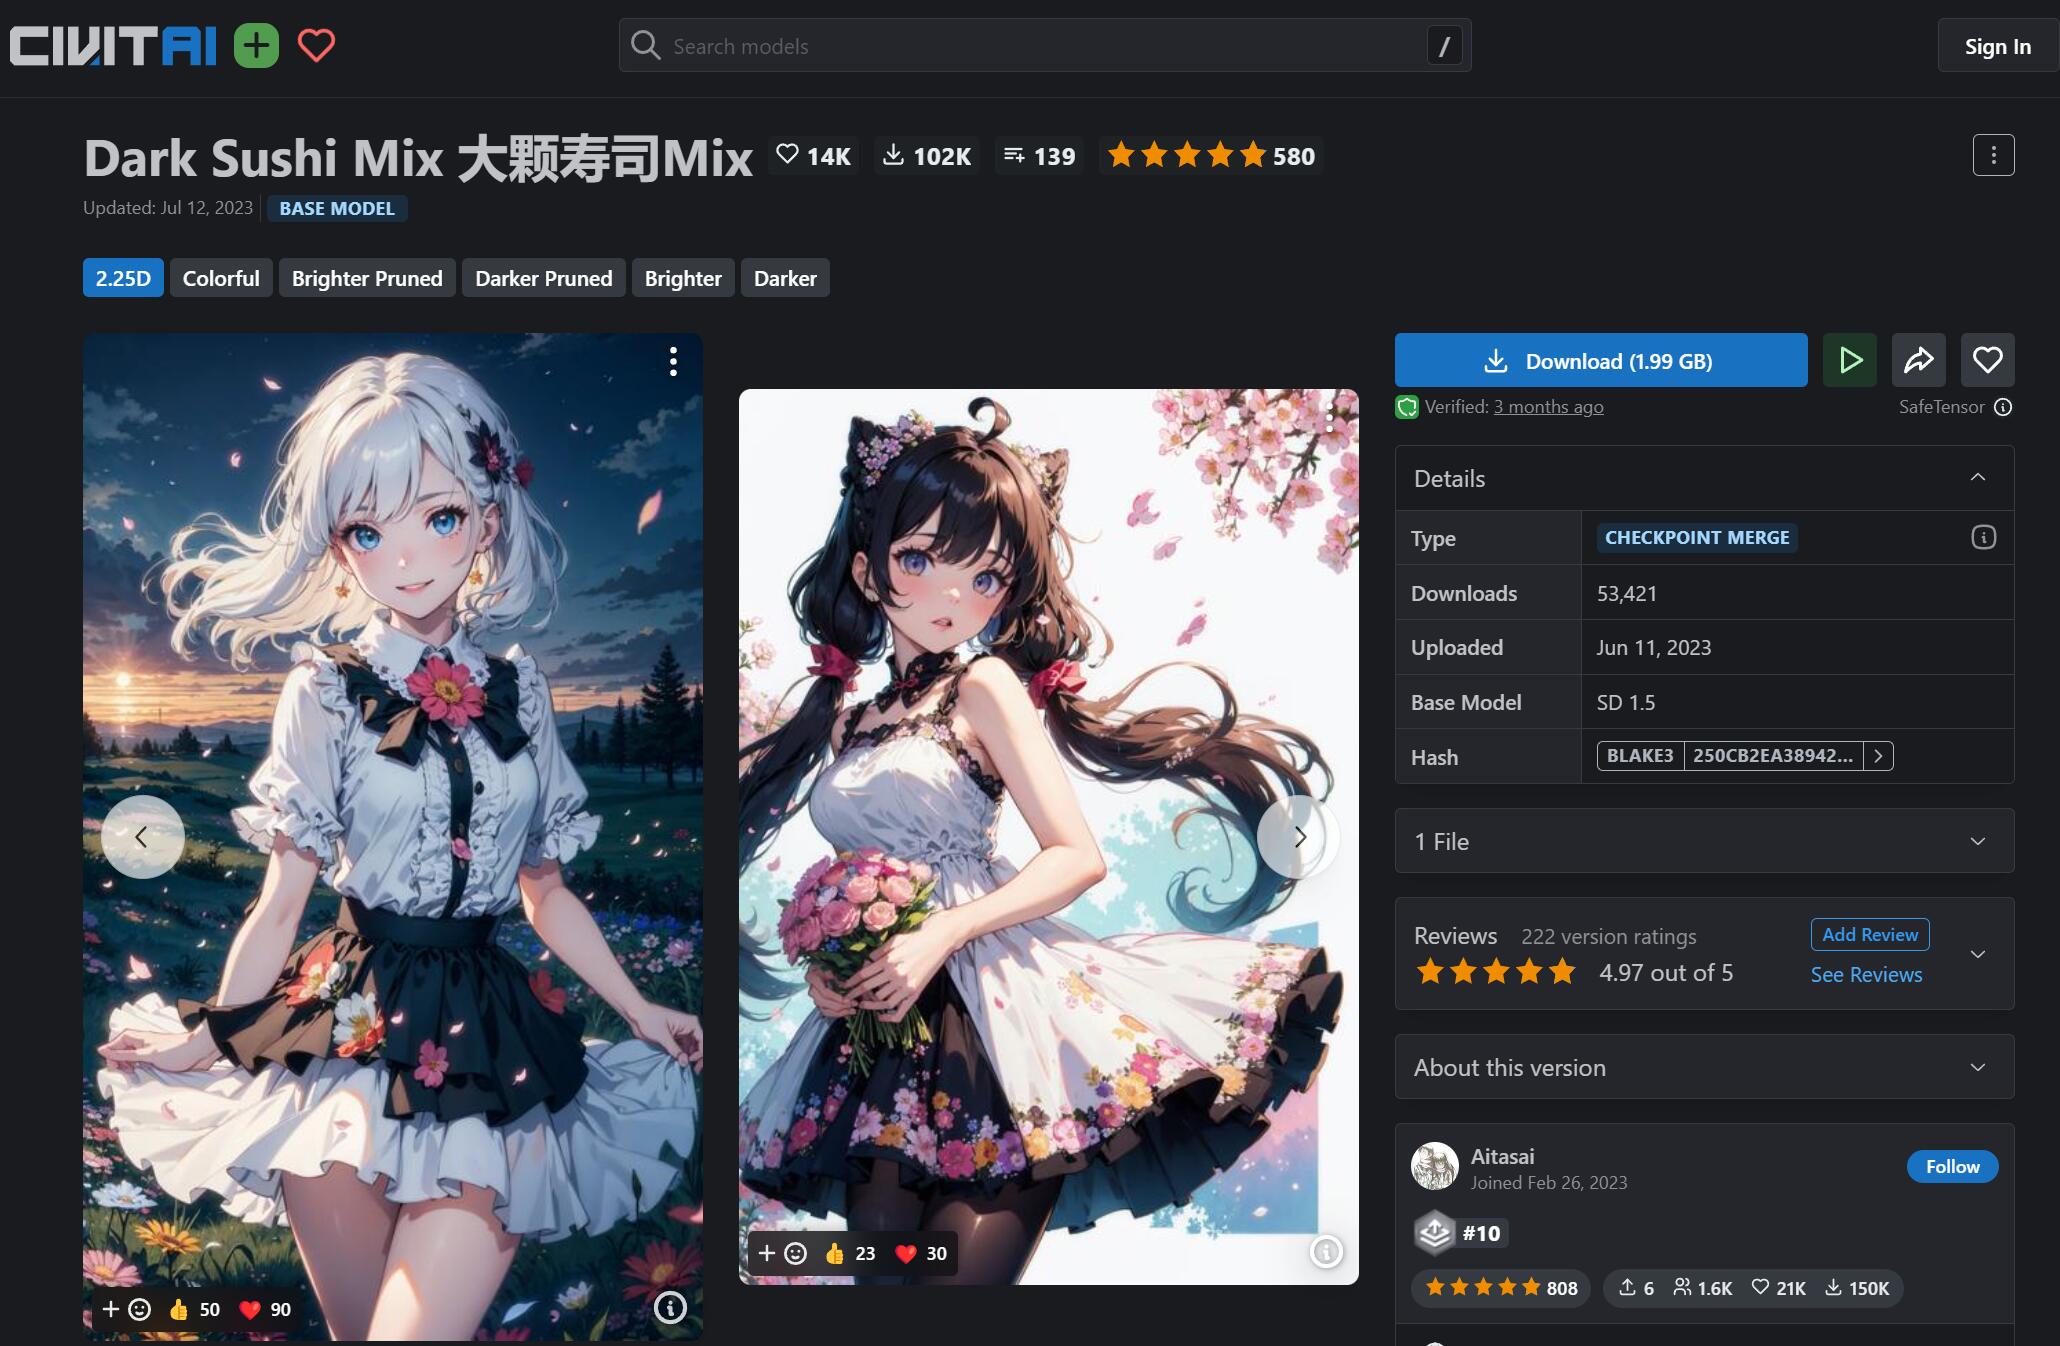 CIVITAI
Search models
/
Sign In
Dark Sushi Mix 大颗寿司Mix 14K 102K 139 580
Updated: Jul 12, 2023 BASE MODEL
2.25D Colorful Brighter Pruned Darker Pruned Brighter Darker
Download (1.99 GB)
Verified: 3 months ago SafeTensor
Details
Type CHECKPOINT MERGE
Downloads 53,421
Uploaded Jun 11, 2023
Base Model SD 1.5
Hash BLAKE3 250CB2EA38942...
1 File
Reviews 222 version ratings Add Review
4.97 out of 5 See Reviews
About this version
Aitasai
Joined Feb 26, 2023
Follow
#10
808 6 1.6K 21K 150K
23 30
50 90